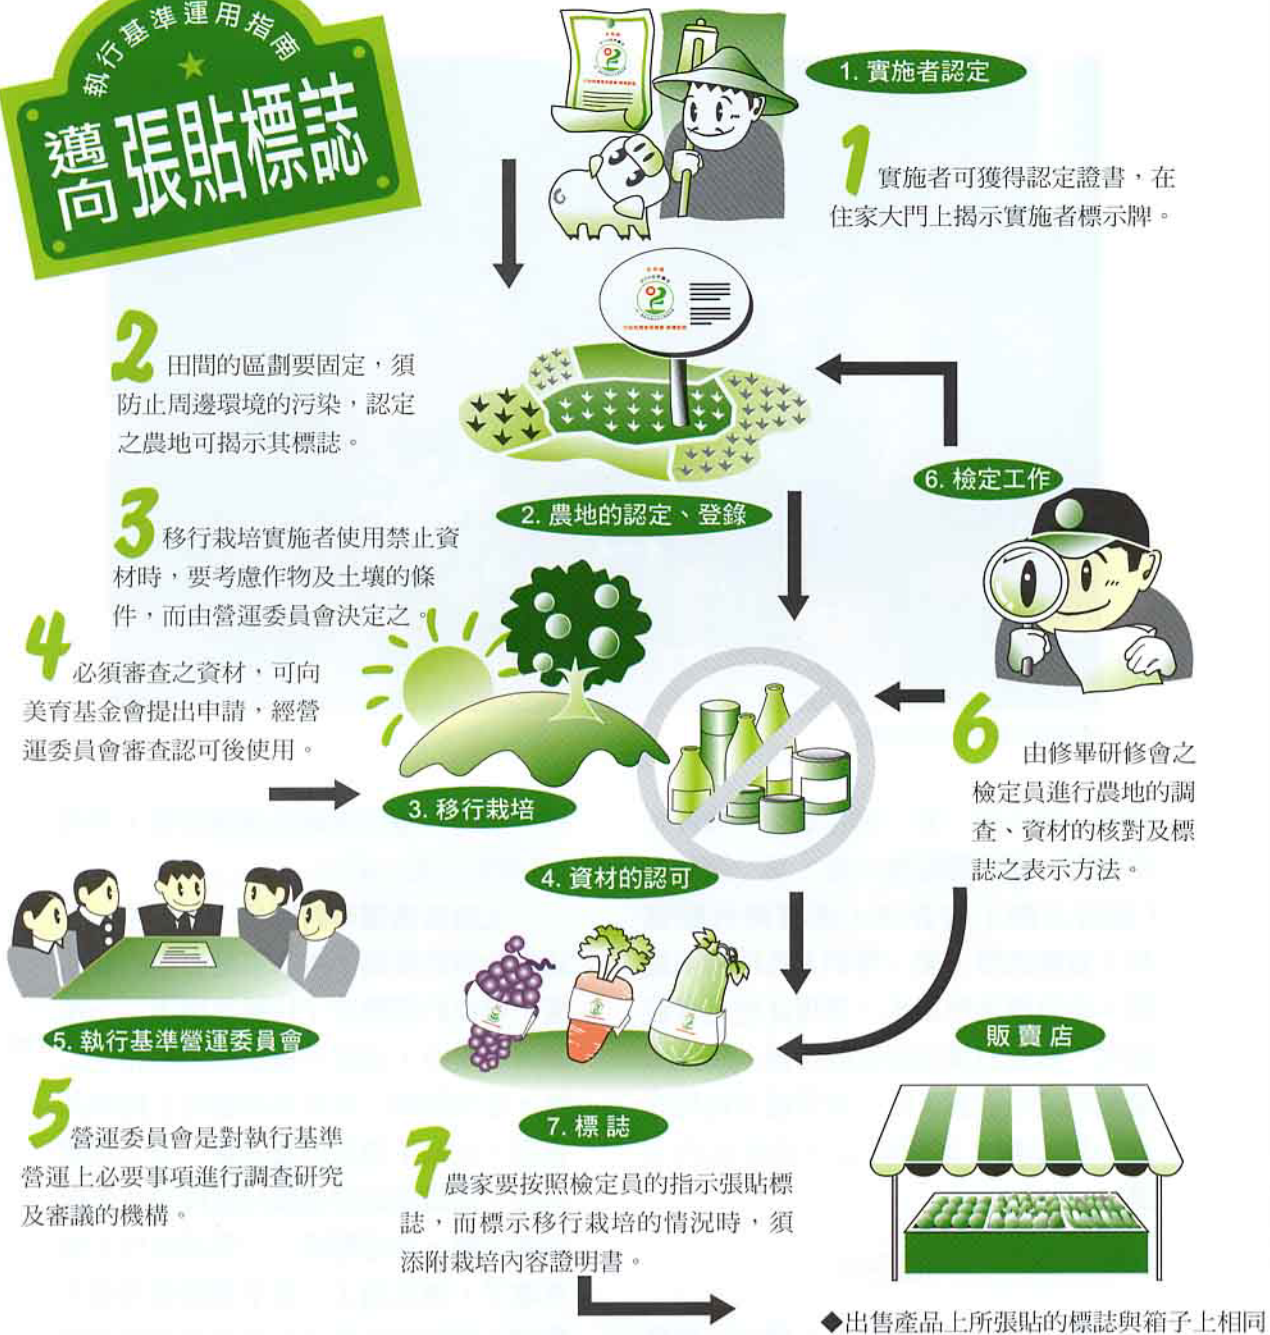 執行基準運用指南
邁向張貼標誌
1. 實施者認定
1 實施者可獲得認定證書，在
住家大門上揭示實施者標示牌。
2 田間的區劃要固定，須
防止周邊環境的污染，認定
之農地可揭示其標誌。
2. 農地的認定、登錄
3 移行栽培實施者使用禁止資
材時，要考慮作物及土壤的條
件，而由營運委員會決定之。
3. 移行栽培
4 必須審查之資材，可向
美育基金會提出申請，經營
運委員會審查認可後使用。
4. 資材的認可
5. 執行基準營運委員會
5 營運委員會是對執行基準
營運上必要事項進行調查研究
及審議的機構。
6. 檢定工作
6 由修畢研修會之
檢定員進行農地的調
查、資材的核對及標
誌之表示方法。
7. 標 誌
7 農家要按照檢定員的指示張貼標
誌，而標示移行栽培的情況時，須
添附栽培內容證明書。
販 賣 店
◆出售產品上所張貼的標誌與箱子上相同